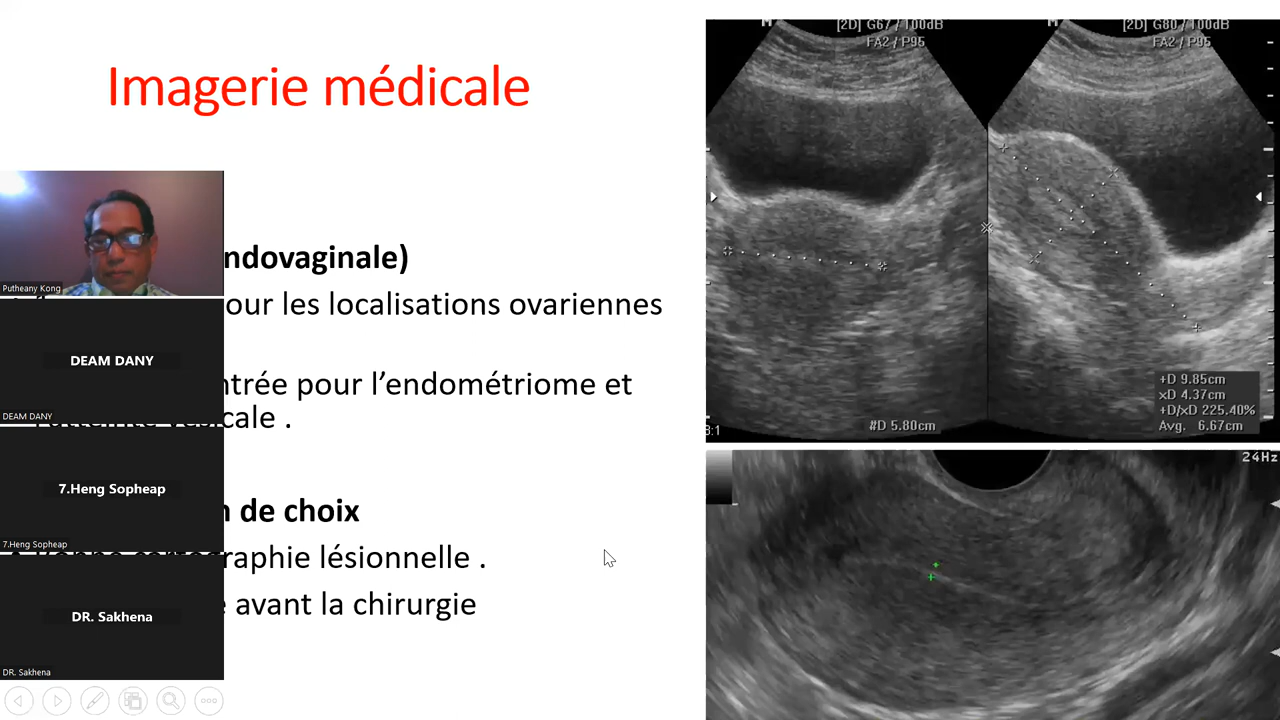 Imagerie médicale
ndovaginale)
our les localisations ovariennes
ntrée pour l’endométriome et
cale .
n de choix
raphie lésionnelle .
avant la chirurgie
Putheany Kong
DEAM DANY
DEAM DANY
7.Heng Sopheap
7.Heng Sopheap
DR. Sakhena
DR. Sakhena
M
[2D] G67 / 100dB
FA2 / P95
M
[2D] G80 / 100dB
FA2 / P95
#D 5.80cm
+D 9.85cm
xD 4.37cm
+D/xD 225.40%
Avg. 6.67cm
3:1
24Hz